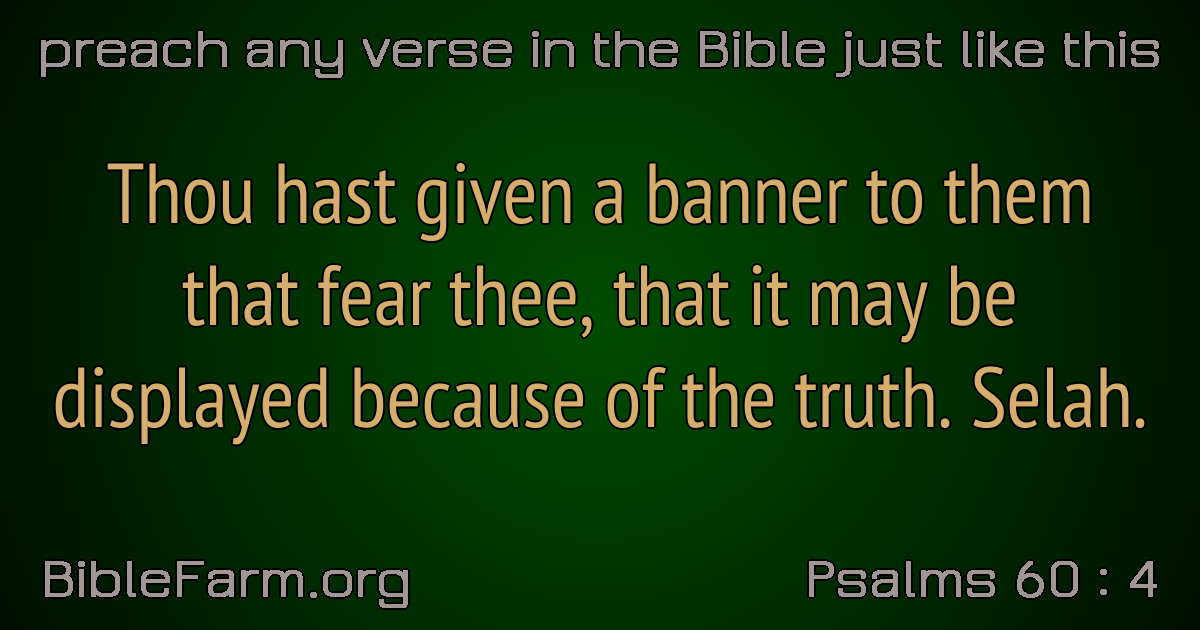 preach any verse in the Bible just like this
Thou hast given a banner to them
that fear thee, that it may be
displayed because of the truth. Selah.
BibleFarm.org
Psalms 60 : 4